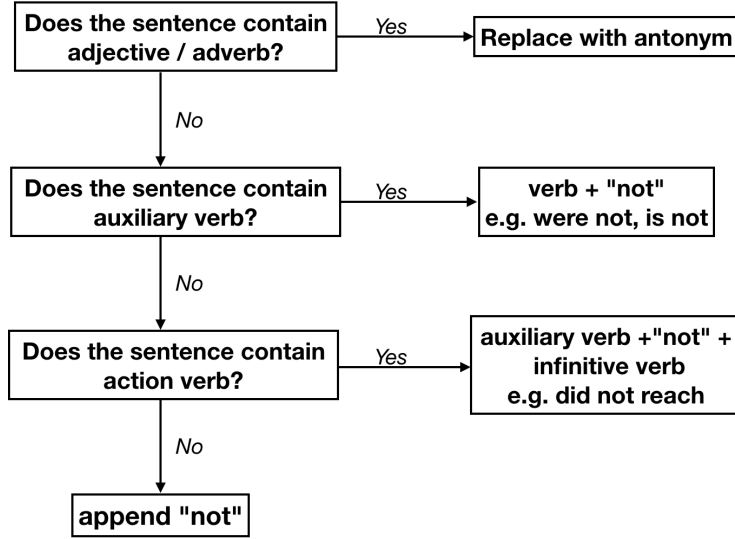 Does the sentence contain
adjective / adverb?
Yes
Replace with antonym
No
Does the sentence contain
auxiliary verb?
Yes
verb + "not"
e.g. were not, is not
No
Does the sentence contain
action verb?
Yes
auxiliary verb +"not" +
infinitive verb
e.g. did not reach
No
append "not"